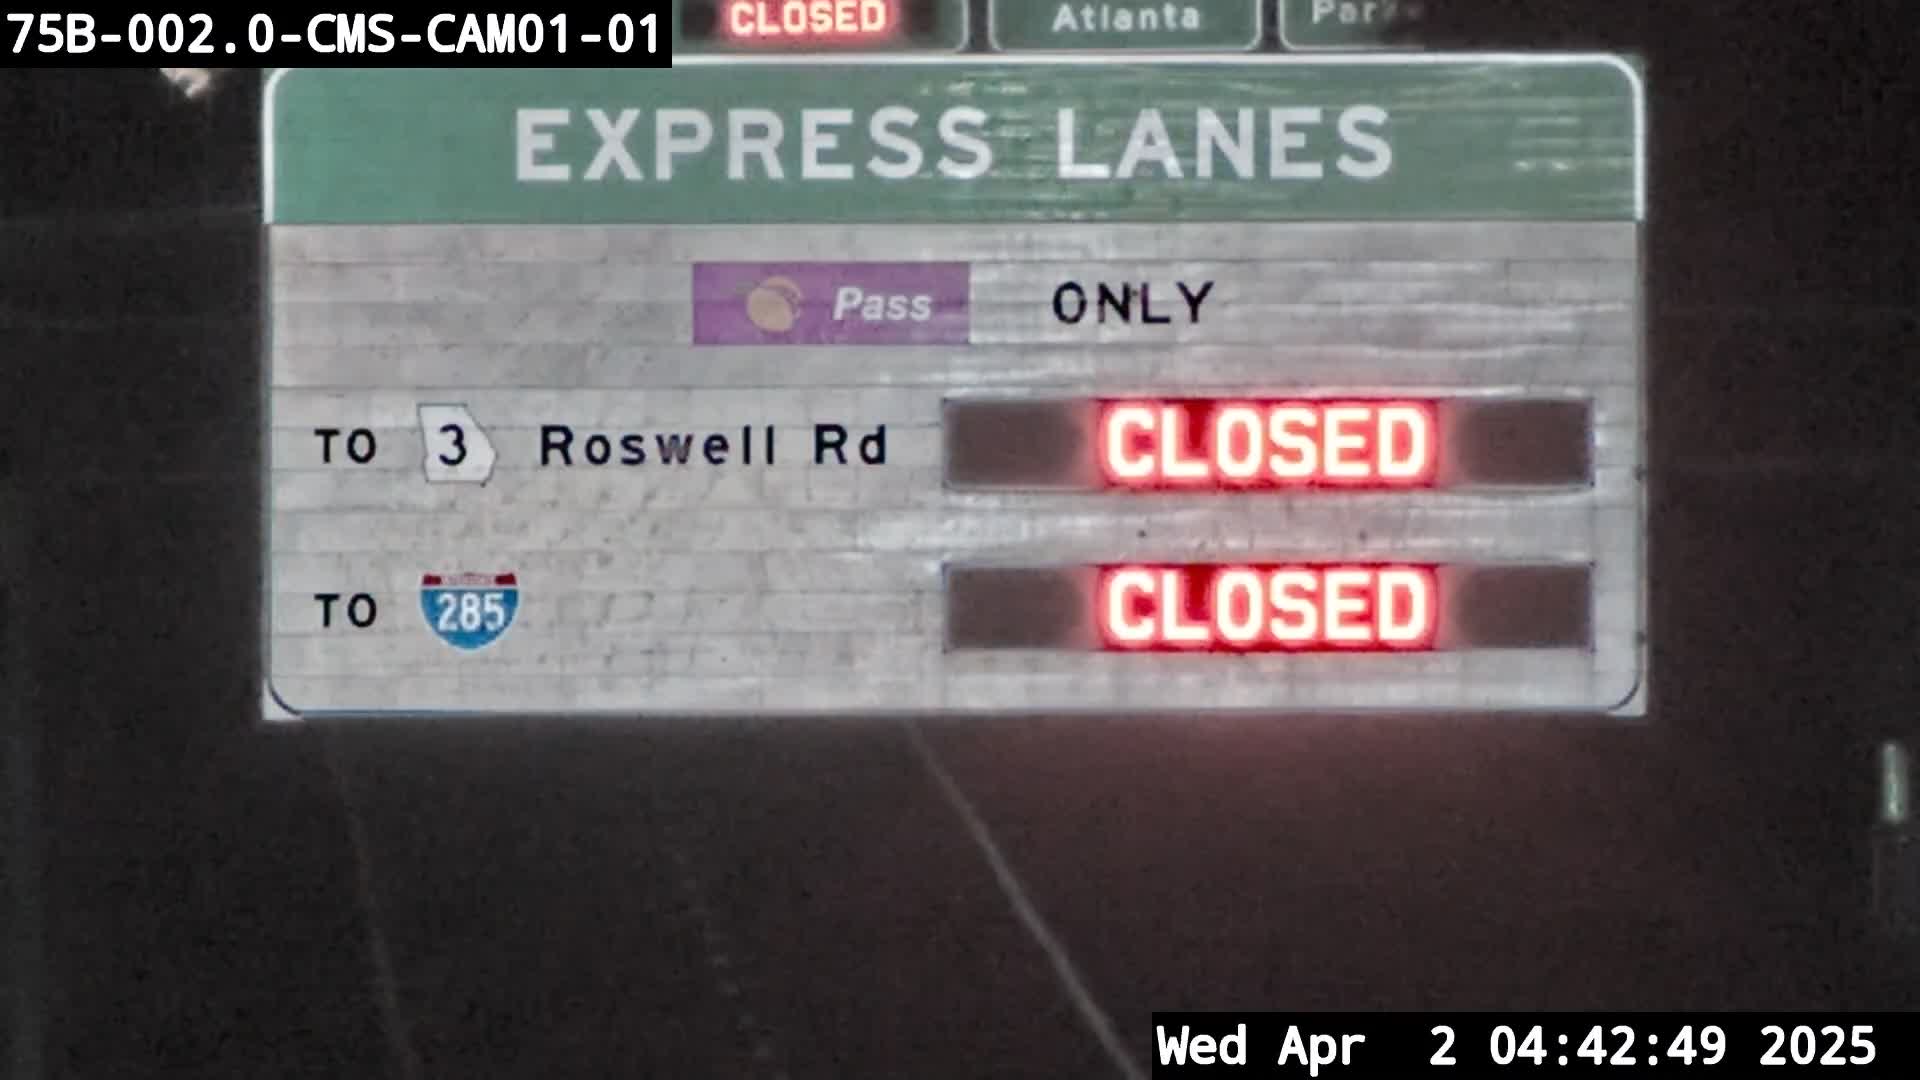 75B-002.0-CMS-CAM01-01
CLOSED
Atlanta
EXPRESS LANES
Pass ONLY
TO 3 Roswell Rd CLOSED
TO 285 CLOSED
Wed Apr 2 04:42:49 2025